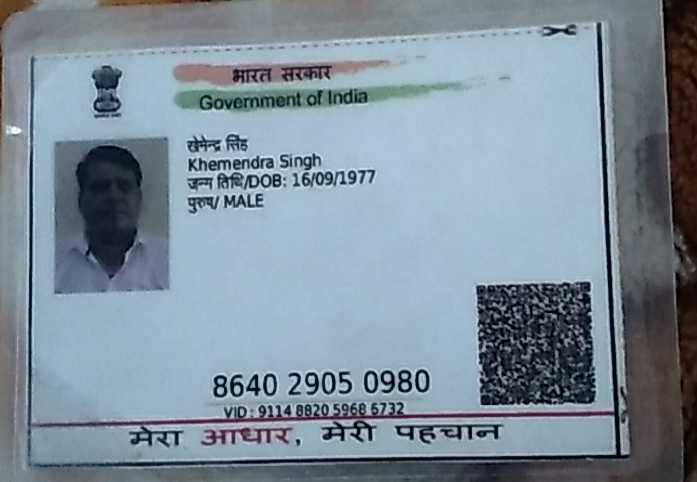 भारत सरकार
Government of India
खेमेन्द्र सिंह
Khemendra Singh
जन्म तिथि/DOB: 16/09/1977
पुरुष/ MALE
8640 2905 0980
VID : 9114 8820 5968 6732
मेरा आधार, मेरी पहचान